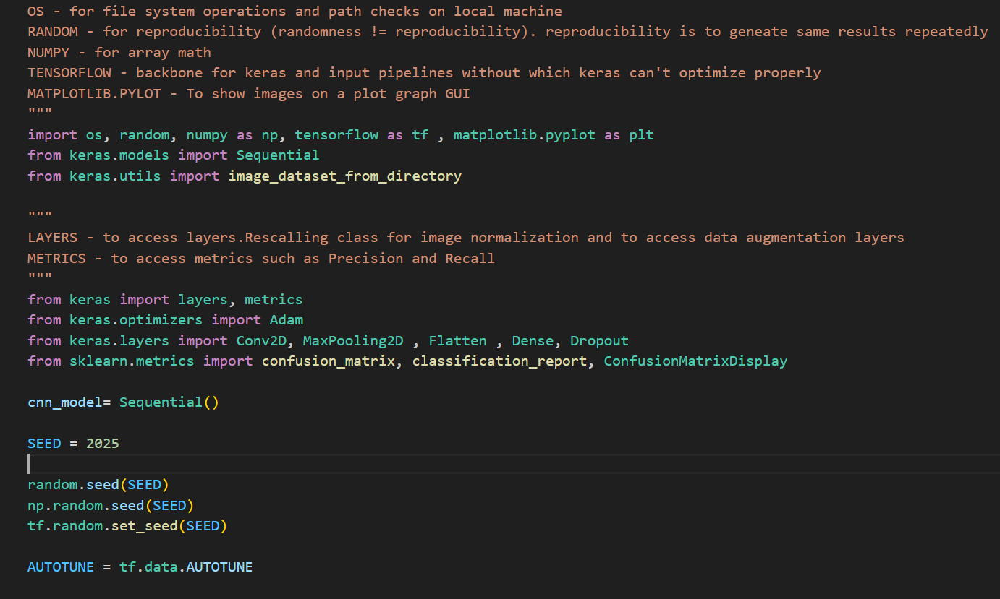 OS - for file system operations and path checks on local machine
RANDOM - for reproducibility (randomness != reproducibility). reproducibility is to geneate same results repeatedly
NUMPY - for array math
TENSORFLOW - backbone for keras and input pipelines without which keras can't optimize properly
MATPLOTLIB.PYLOT - To show images on a plot graph GUI
"""
import os, random, numpy as np, tensorflow as tf , matplotlib.pyplot as plt
from keras.models import Sequential
from keras.utils import image_dataset_from_directory
"""
LAYERS - to access layers.Rescalling class for image normalization and to access data augmentation layers
METRICS - to access metrics such as Precision and Recall
"""
from keras import layers, metrics
from keras.optimizers import Adam
from keras.layers import Conv2D, MaxPooling2D , Flatten , Dense, Dropout
from sklearn.metrics import confusion_matrix, classification_report, ConfusionMatrixDisplay
cnn_model= Sequential()
SEED = 2025
random.seed(SEED)
np.random.seed(SEED)
tf.random.set_seed(SEED)
AUTOTUNE = tf.data.AUTOTUNE